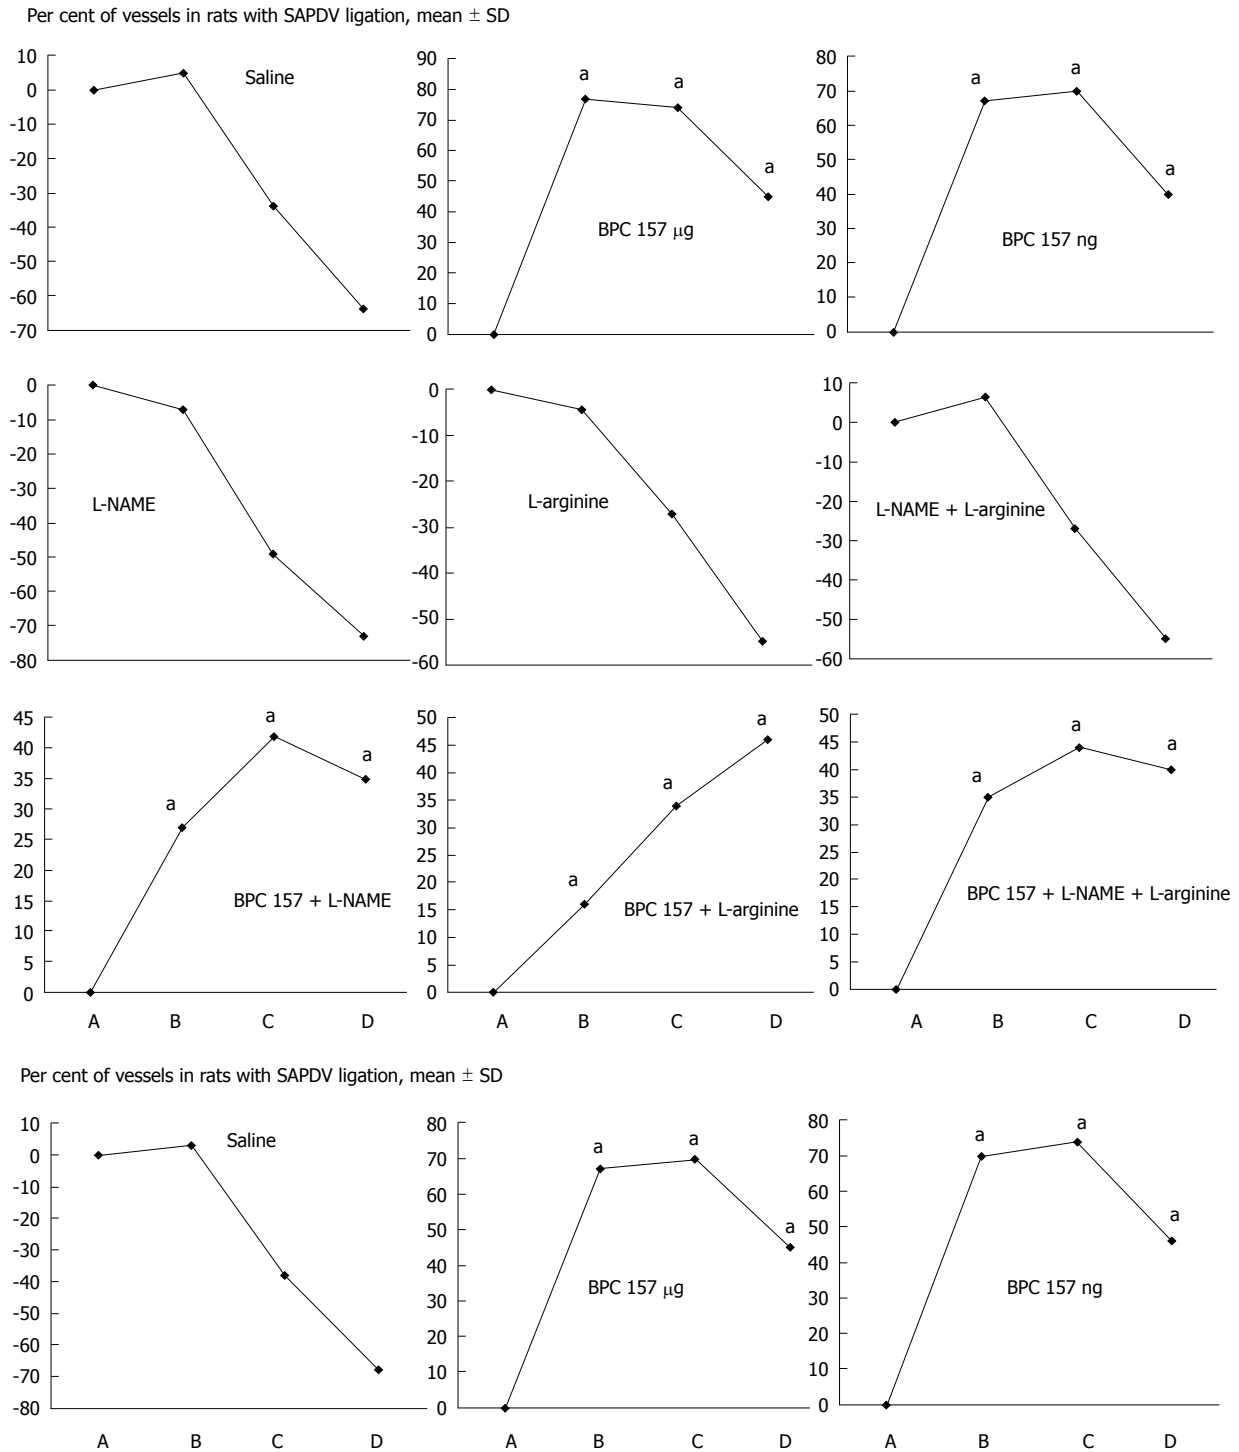 Per cent of vessels in rats with SAPDV ligation, mean ± SD
10
0
-10
-20
-30
-40
-50
-60
-70
Saline
90
80
70
60
50
40
30
20
10
0
a
a
a
BPC 157 μg
80
70
60
50
40
30
20
10
0
a
a
a
BPC 157 ng
0
-10
-20
-30
-40
-50
-60
-70
-80
L-NAME
0
-10
-20
-30
-40
-50
-60
L-arginine
10
0
-10
-20
-30
-40
-50
-60
L-NAME + L-arginine
45
40
35
30
25
20
15
10
5
0
a
a
a
BPC 157 + L-NAME
A B C D
50
45
40
35
30
25
20
15
10
5
0
a
a
a
BPC 157 + L-arginine
A B C D
50
45
40
35
30
25
20
15
10
5
0
a
a
a
BPC 157 + L-NAME + L-arginine
A B C D
Per cent of vessels in rats with SAPDV ligation, mean ± SD
10
0
-10
-20
-30
-40
-50
-60
-70
-80
Saline
A B C D
80
70
60
50
40
30
20
10
0
a
a
a
BPC 157 μg
A B C D
80
70
60
50
40
30
20
10
0
a
a
a
BPC 157 ng
A B C D